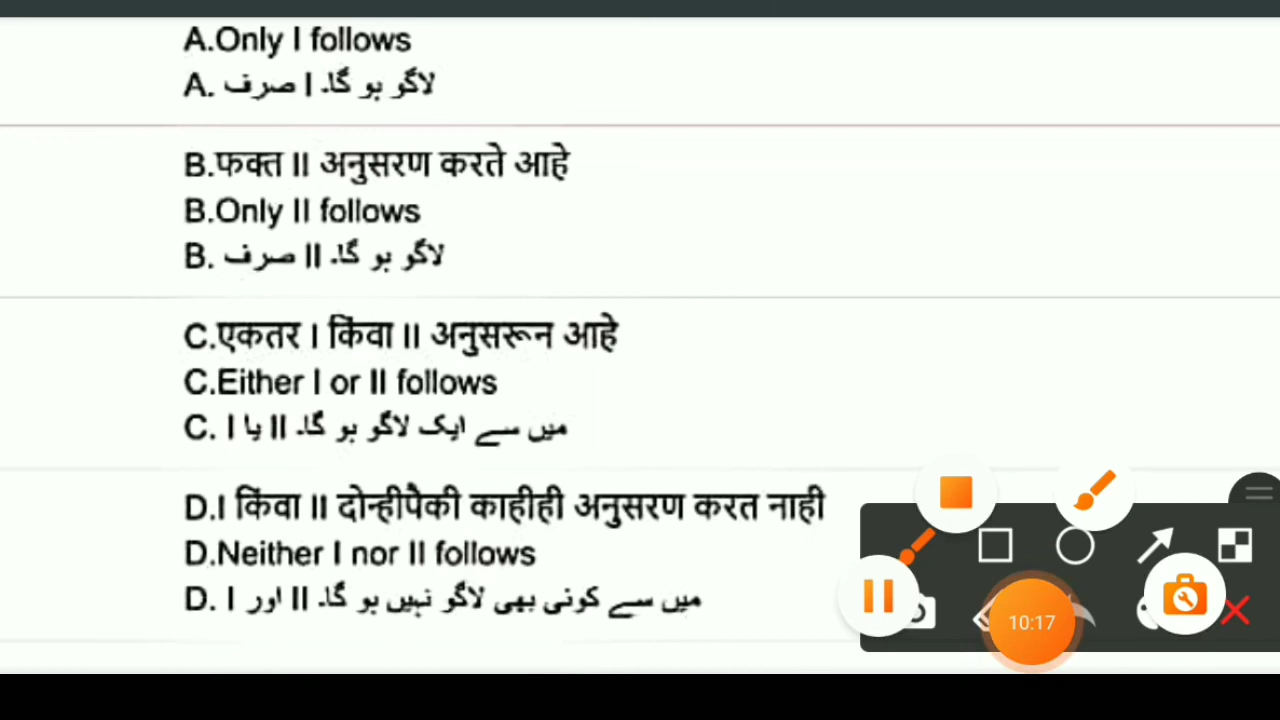 A.Only I follows
A. صرف I لاگو ہو گا۔
B.फक्त II अनुसरण करते आहे
B.Only II follows
B. صرف II لاگو ہو گا۔
C.एकतर I किंवा II अनुसरून आहे
C.Either I or II follows
C. I یا II میں سے ایک لاگو ہو گا۔
D.I किंवा II दोन्हीपैकी काहीही अनुसरण करत नाही
D.Neither I nor II follows
D. I اور II میں سے کوئی بھی لاگو نہیں ہو گا۔
10:17